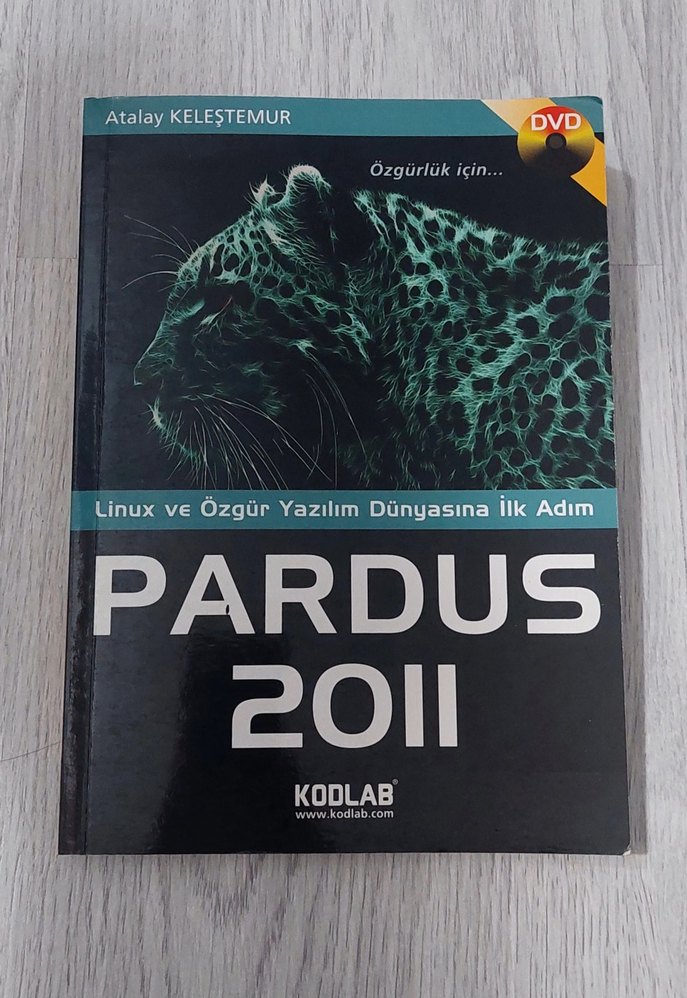 Atalay KELEŞTEMUR
DVD
Özgürlük için...
Linux ve Özgür Yazılım Dünyasına İlk Adım
PARDUS
2011
KODLAB®
www.kodlab.com